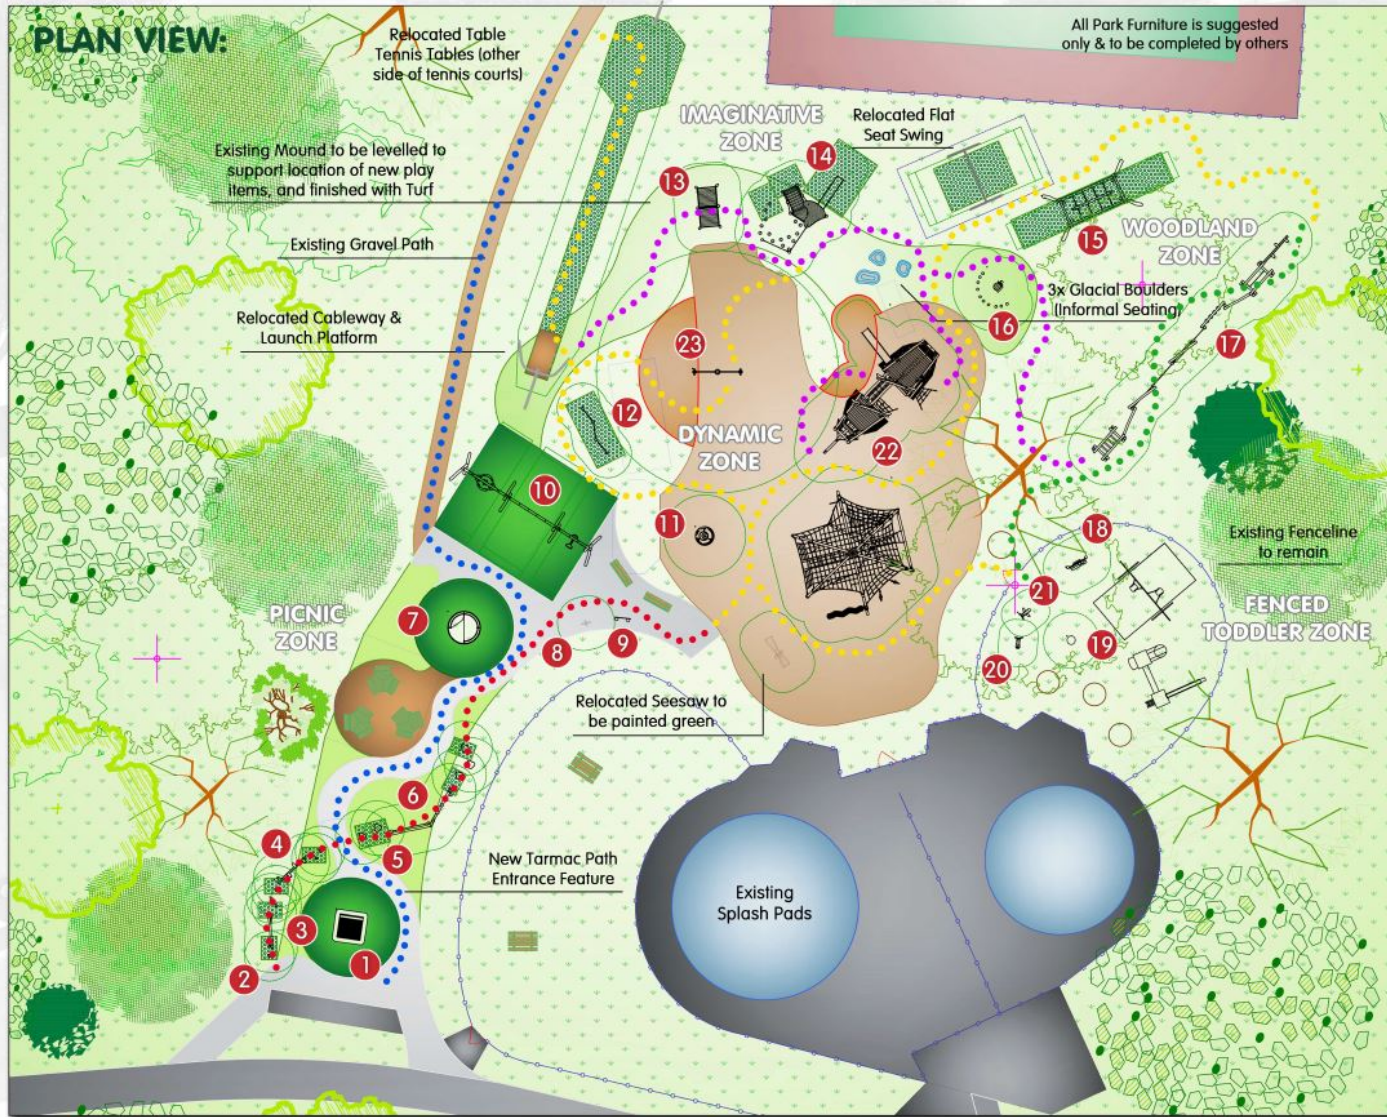 PLAN VIEW:
Relocated Table
Tennis Tables (other
side of tennis courts)
All Park Furniture is suggested
only & to be completed by others
IMAGINATIVE
ZONE
Relocated Flat
Seat Swing
Existing Mound to be levelled to
support location of new play
items, and finished with Turf
13
14
15
WOODLAND
ZONE
Existing Gravel Path
3x Glacial Boulders
(Informal Seating)
16
17
Relocated Cableway &
Launch Platform
23
12
DYNAMIC
ZONE
22
10
11
18
Existing Fenceline
to remain
21
FENCED
TODDLER ZONE
PICNIC
ZONE
7
8
9
19
20
Relocated Seesaw to
be painted green
6
4
5
New Tarmac Path
Entrance Feature
Existing
Splash Pads
3
1
2